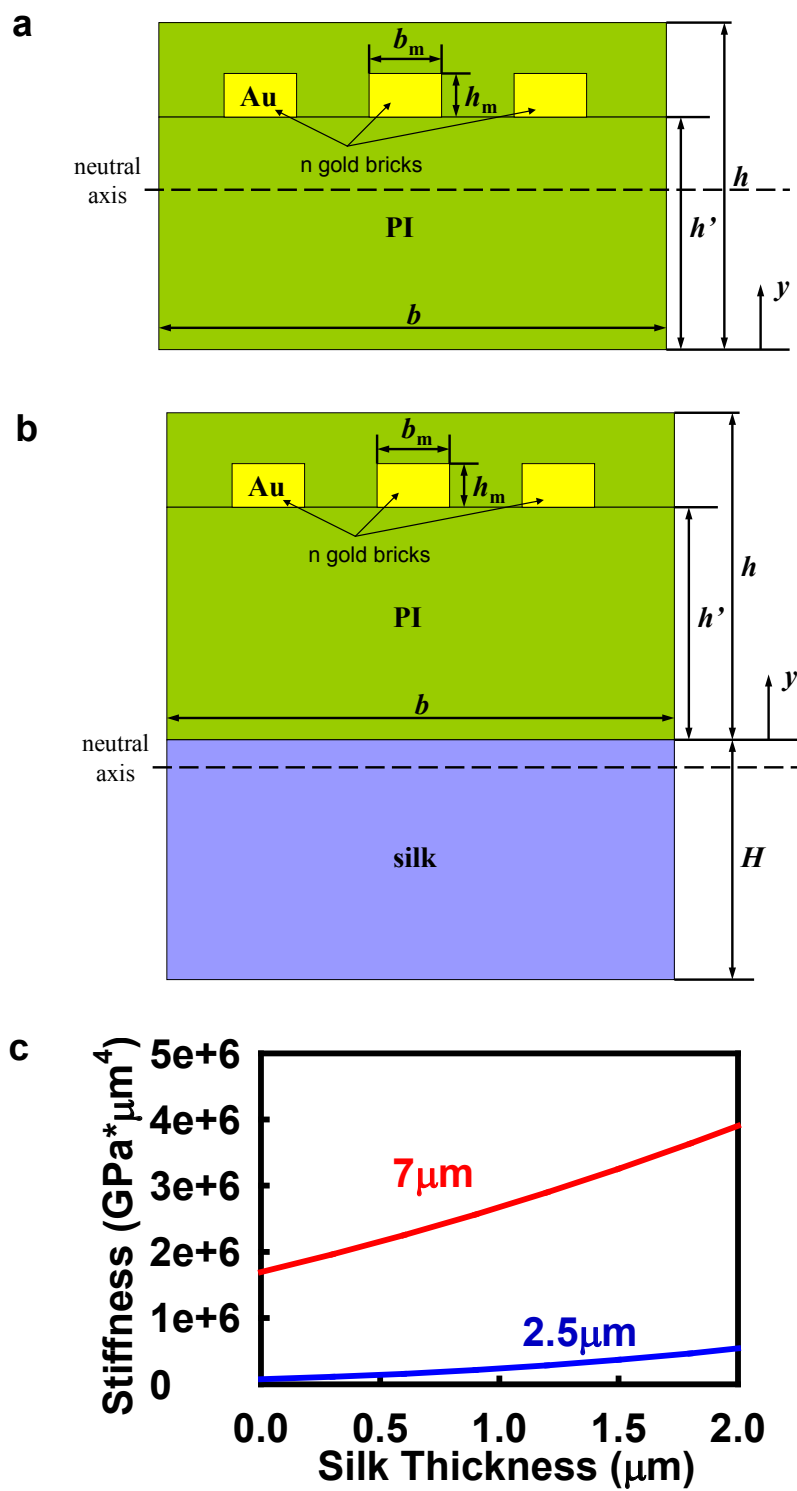 a
b_m
Au
h_m
n gold bricks
neutral
axis
h
h’
PI
y
b
b
b_m
Au
h_m
n gold bricks
h
PI
h’
y
b
neutral
axis
silk
H
c
Stiffness (GPa*μm⁴)
5e+6
4e+6
3e+6
2e+6
1e+6
0
7μm
2.5μm
0.0 0.5 1.0 1.5 2.0
Silk Thickness (μm)